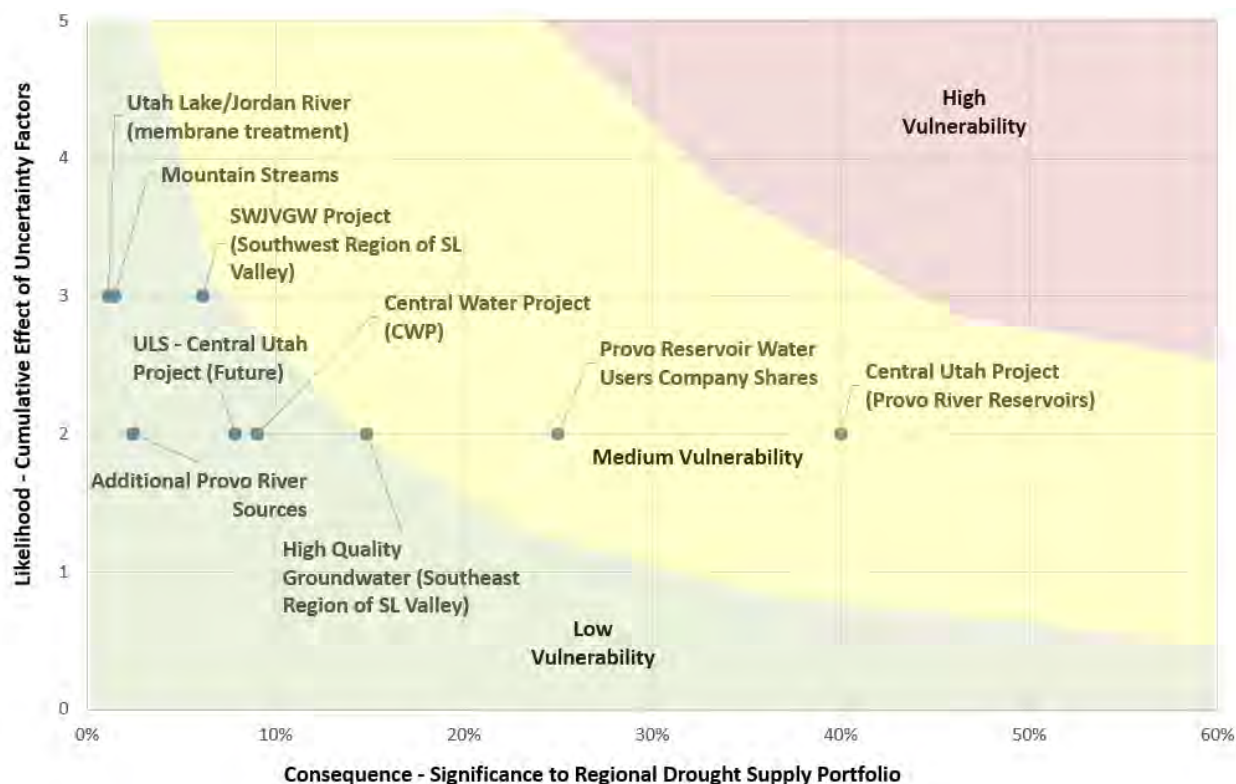 5
Utah Lake/Jordan River
(membrane treatment)
High
Vulnerability
4
Mountain Streams
SWJVGW Project
(Southwest Region of SL
Valley)
3
Central Water Project
(CWP)
ULS - Central Utah
Project (Future)
Provo Reservoir Water
Users Company Shares
Central Utah Project
(Provo River Reservoirs)
2
Medium Vulnerability
Additional Provo River
Sources
High Quality
Groundwater (Southeast
Region of SL Valley)
1
Low
Vulnerability
0
0%
10%
20%
30%
40%
50%
60%
Likelihood - Cumulative Effect of Uncertainty Factors
Consequence - Significance to Regional Drought Supply Portfolio